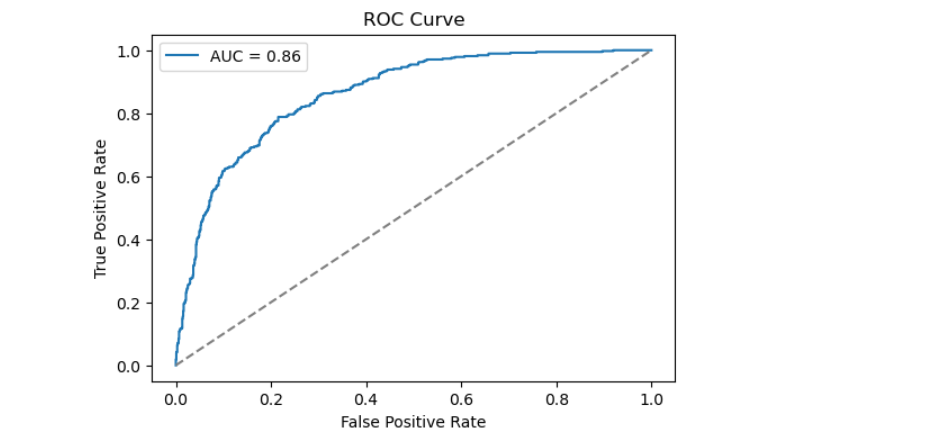 ROC Curve
AUC = 0.86
1.0
0.8
0.6
0.4
0.2
0.0
True Positive Rate
0.0 0.2 0.4 0.6 0.8 1.0
False Positive Rate